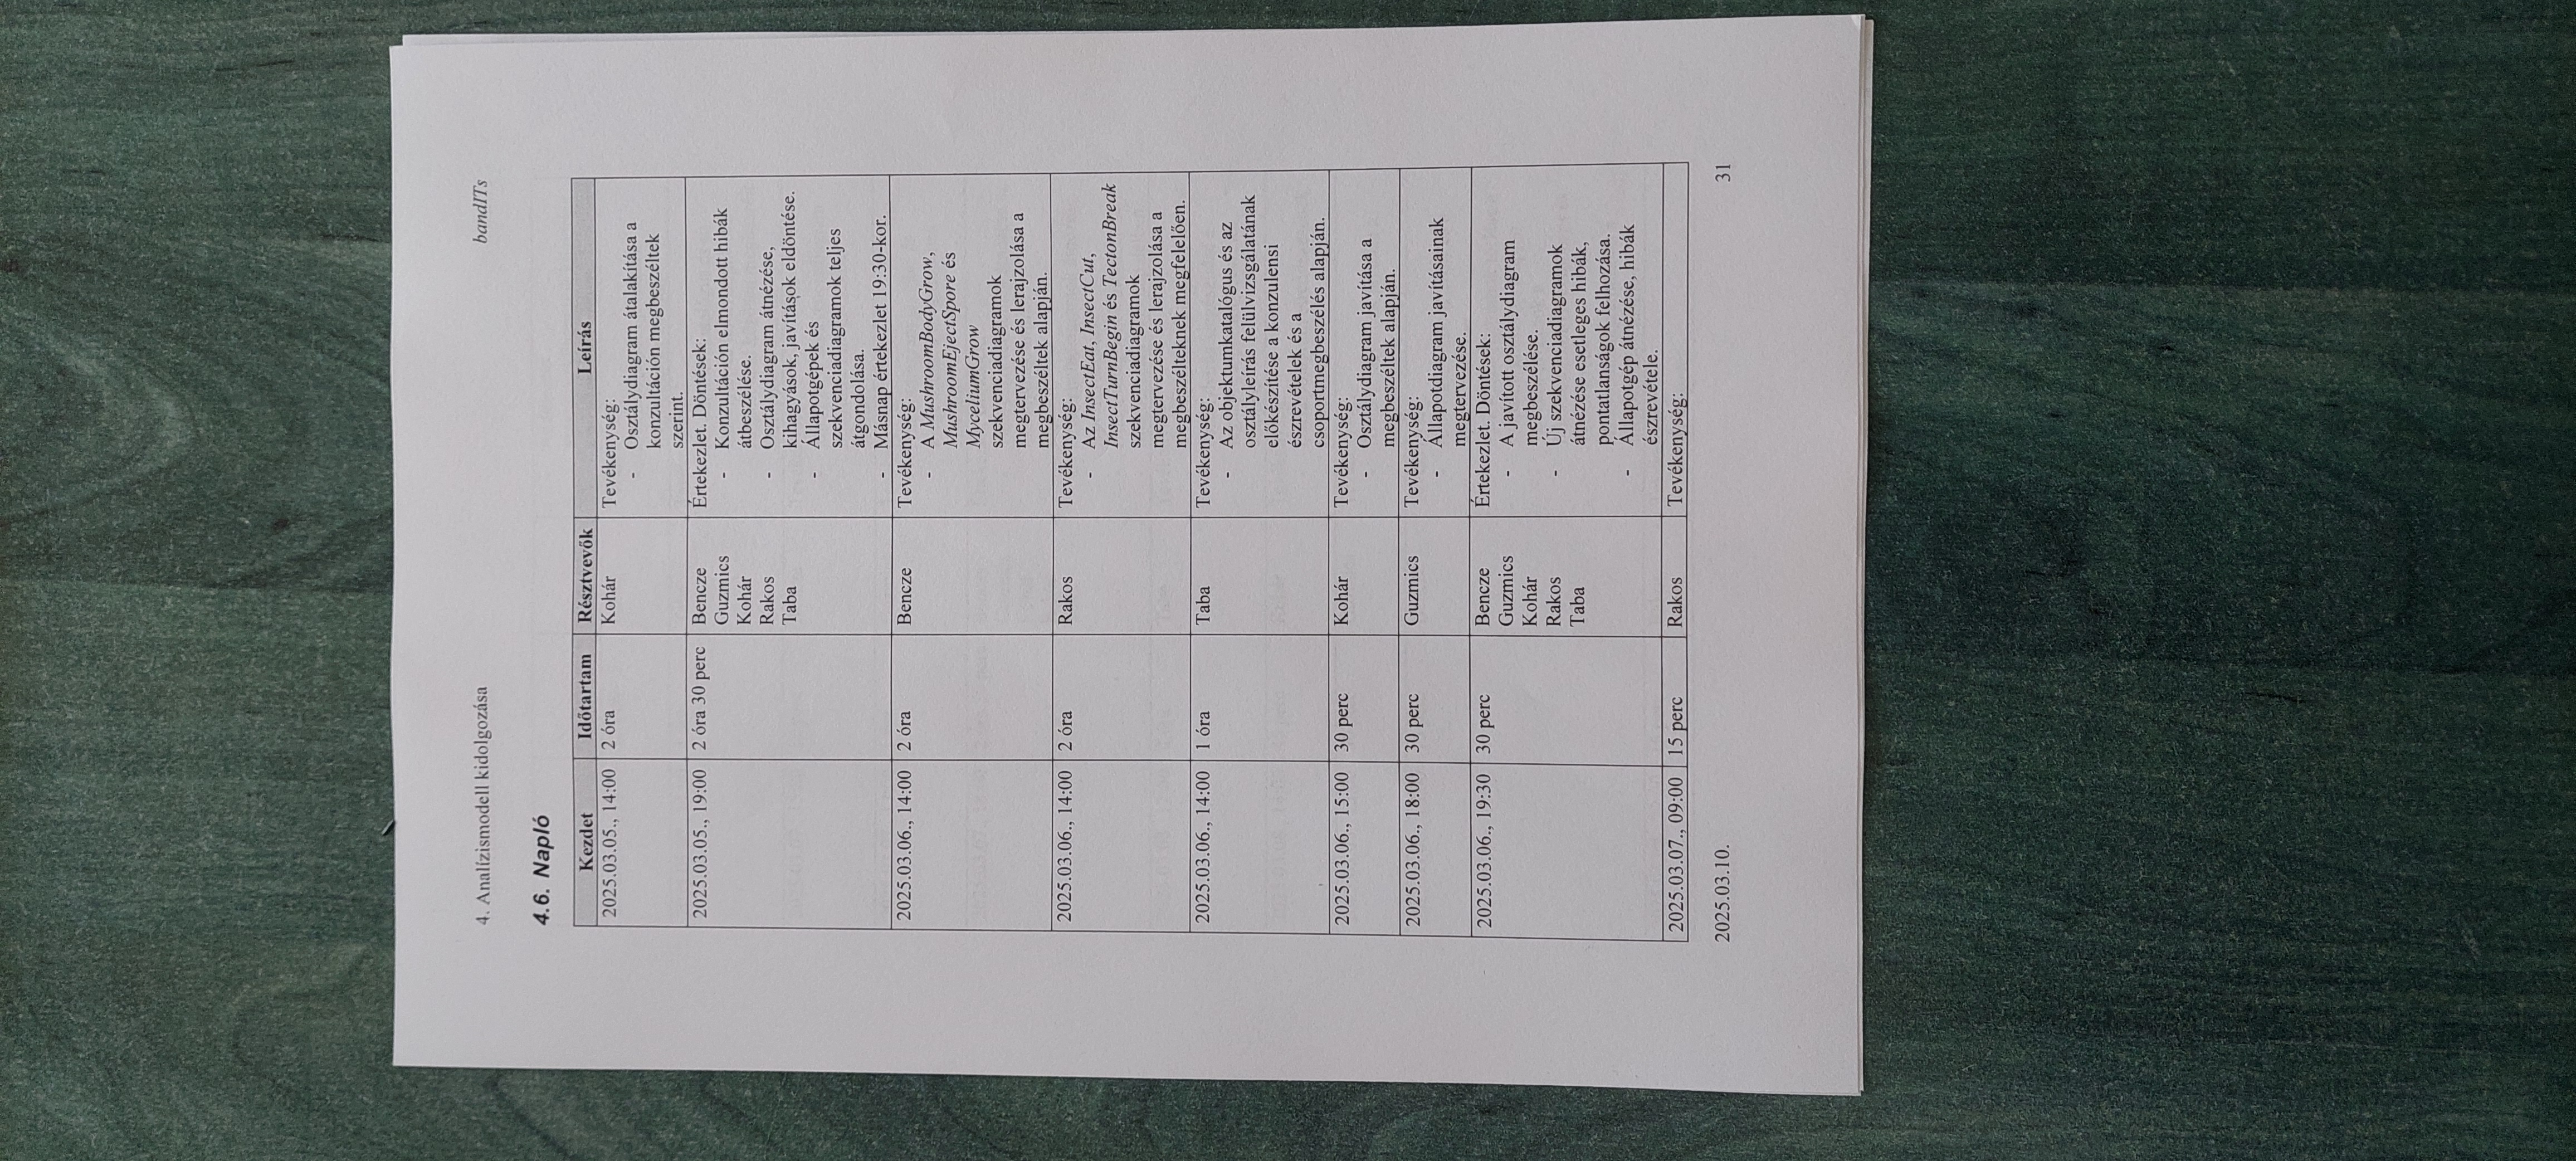 4. Analízismodell kidolgozása bandITs
4.6. Napló
Kezdet Időtartam Résztvevők Leírás
2025.03.05., 14:00 2 óra Kohár Tevékenység:
- Osztálydiagram átalakítása a
konzultáción megbeszéltek
szerint.
2025.03.05., 19:00 2 óra 30 perc Bencze Értekezlet. Döntések:
Guzmics - Konzultáción elmondott hibák
Kohár átbeszélése.
Rakos - Osztálydiagram átnézése,
Taba kihagyások, javítások eldöntése.
- Állapotgépek és
szekvenciadiagramok teljes
átgondolása.
- Másnap értekezlet 19:30-kor.
2025.03.06., 14:00 2 óra Bencze Tevékenység:
- A MushroomBodyGrow,
MushroomEjectSpore és
MyceliumGrow
szekvenciadiagramok
megtervezése és lerajzolása a
megbeszéltek alapján.
2025.03.06., 14:00 2 óra Rakos Tevékenység:
- Az InsectEat, InsectCut,
InsectTurnBegin és TectonBreak
szekvenciadiagramok
megtervezése és lerajzolása a
megbeszélteknek megfelelően.
2025.03.06., 14:00 1 óra Taba Tevékenység:
- Az objektumkatalógus és az
osztályleírás felülvizsgálatának
előkészítése a konzulensi
észrevételek és a
csoportmegbeszélés alapján.
2025.03.06., 15:00 30 perc Kohár Tevékenység:
- Osztálydiagram javítása a
megbeszéltek alapján.
2025.03.06., 18:00 30 perc Guzmics Tevékenység:
- Állapotdiagram javításainak
megtervezése.
2025.03.06., 19:30 30 perc Bencze Értekezlet. Döntések:
Guzmics - A javított osztálydiagram
Kohár megbeszélése.
Rakos - Új szekvenciadiagramok
Taba átnézése esetleges hibák,
pontatlanságok felhozása.
- Állapotgép átnézése, hibák
észrevétele.
2025.03.07., 09:00 15 perc Rakos Tevékenység:
2025.03.10. 31